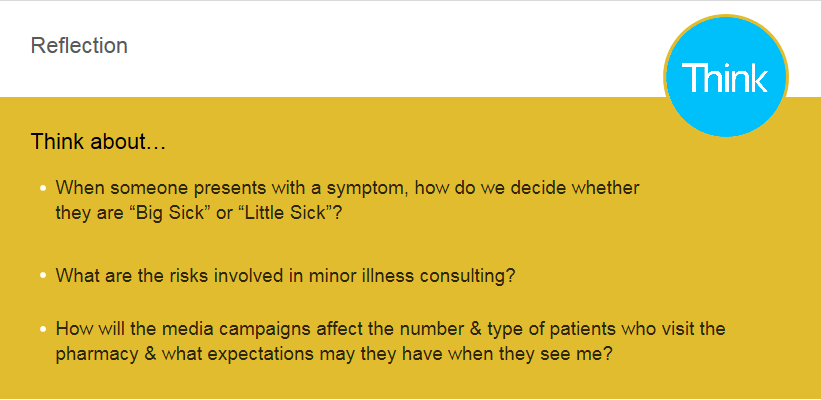 Reflection
Think
Think about…
• When someone presents with a symptom, how do we decide whether
they are “Big Sick” or “Little Sick”?
• What are the risks involved in minor illness consulting?
• How will the media campaigns affect the number & type of patients who visit the
pharmacy & what expectations may they have when they see me?